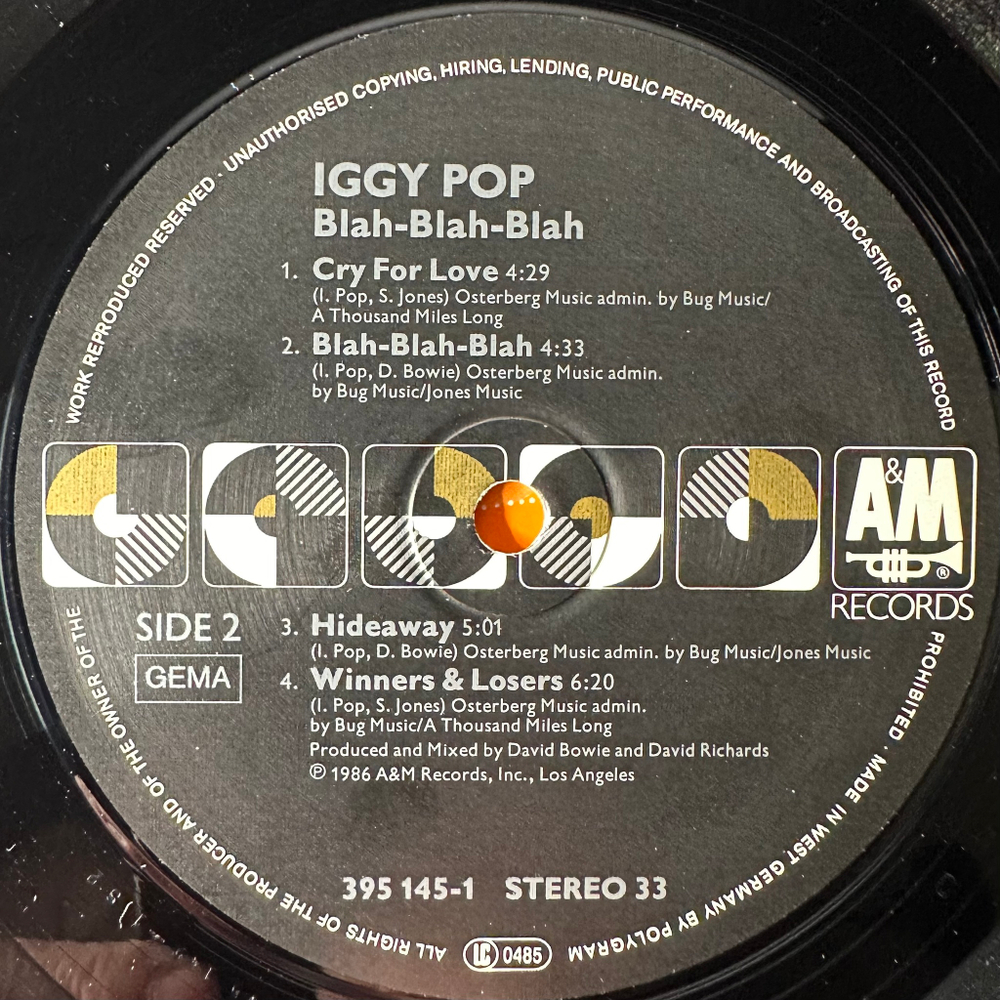 WORK REPRODUCED RESERVED · UNAUTHORISED COPYING, HIRING, LENDING, PUBLIC PERFORMANCE AND BROADCASTING OF THIS RECORD
IGGY POP
Blah-Blah-Blah
1. Cry For Love 4:29
(I. Pop, S. Jones) Osterberg Music admin. by Bug Music/
A Thousand Miles Long
2. Blah-Blah-Blah 4:33
(I. Pop, D. Bowie) Osterberg Music admin.
by Bug Music/Jones Music
A&M
®
RECORDS
SIDE 2
GEMA
3. Hideaway 5:01
(I. Pop, D. Bowie) Osterberg Music admin. by Bug Music/Jones Music
4. Winners & Losers 6:20
(I. Pop, S. Jones) Osterberg Music admin.
by Bug Music/A Thousand Miles Long
Produced and Mixed by David Bowie and David Richards
℗ 1986 A&M Records, Inc., Los Angeles
395 145-1 STEREO 33
PROHIBITED · MADE IN WEST GERMANY BY POLYGRAM
LC 0485
ALL RIGHTS OF THE PRODUCER AND OF THE OWNER OF THE